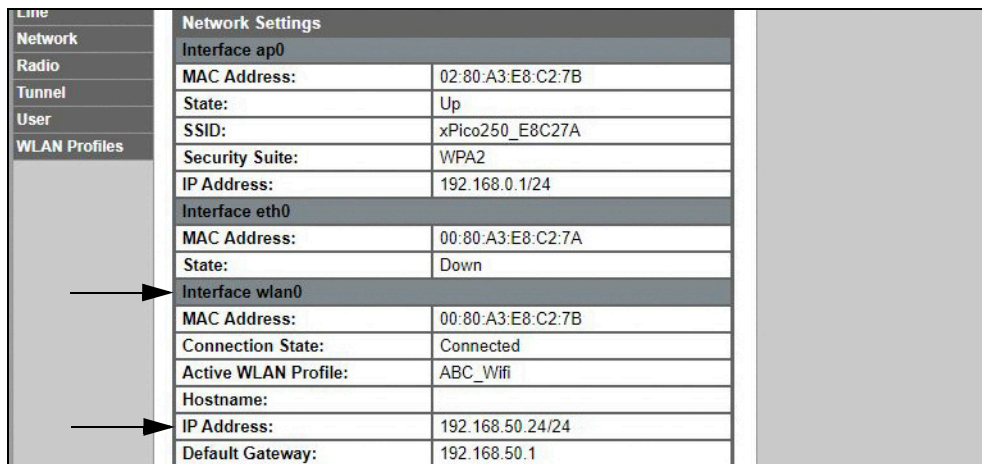 Line
Network
Radio
Tunnel
User
WLAN Profiles
Network Settings
Interface ap0
MAC Address: 02:80:A3:E8:C2:7B
State: Up
SSID: xPico250_E8C27A
Security Suite: WPA2
IP Address: 192.168.0.1/24
Interface eth0
MAC Address: 00:80:A3:E8:C2:7A
State: Down
Interface wlan0
MAC Address: 00:80:A3:E8:C2:7B
Connection State: Connected
Active WLAN Profile: ABC_Wifi
Hostname:
IP Address: 192.168.50.24/24
Default Gateway: 192.168.50.1